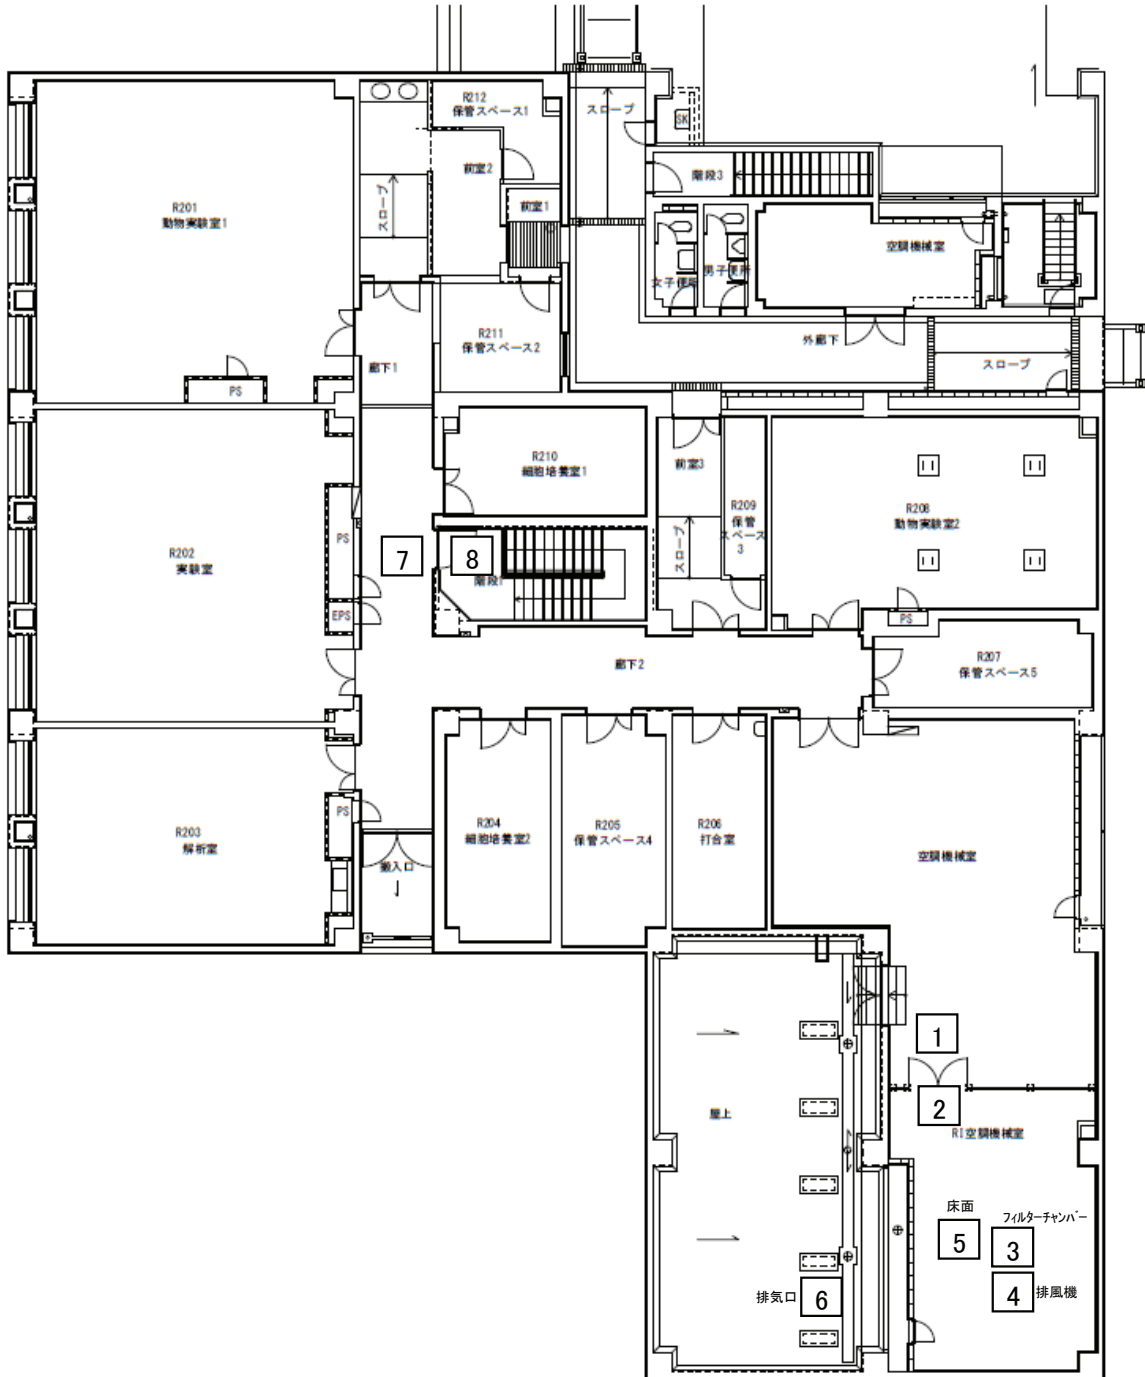 R212
保管スペース1
スロープ
SK
前室2
階段3
R201
動物実験室1
スロープ
前室1
空調機械室
女子便所
男子便所
R211
保管スペース2
外廊下
スロープ
廊下1
PS
R210
細胞培養室1
前室3
R209
保管
スペース
3
R208
動物実験室2
R202
実験室
PS
7
8
階段1
スロープ
EPS
PS
廊下2
R207
保管スペース5
R203
解析室
PS
R204
細胞培養室2
R205
保管スペース4
R206
打合室
空調機械室
搬入口
1
2
屋上
RI空調機械室
床面
フィルターチャンバー
5
3
排気口
6
4
排風機